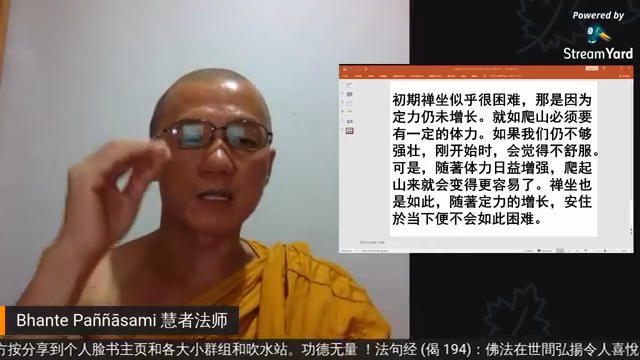 Powered by
StreamYard
初期禅坐似乎很困难，那是因为
定力仍未增长。就如爬山必须要
有一定的体力。如果我们仍不够
强壮，刚开始时，会觉得不舒服。
可是，随著体力日益增强，爬起
山来就会变得更容易了。禅坐也
是如此，随著定力的增长，安住
於当下便不会如此困难。
Bhante Paññāsami 慧者法师
方按分享到个人脸书主页和各大小群组和吹水站。功德无量 ！法句经 (偈 194)：佛法在世間弘揚令人喜悅